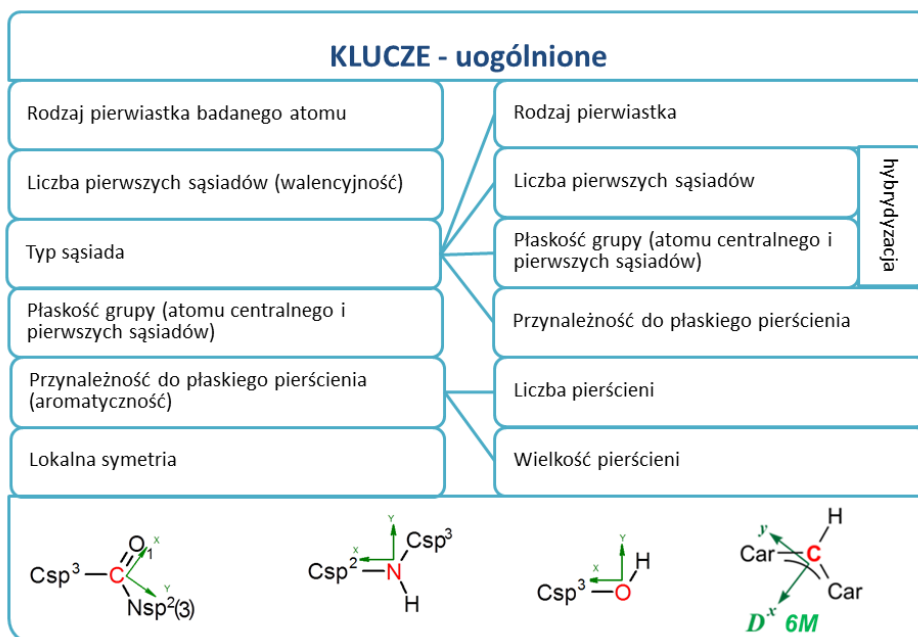 KLUCZE - uogólnione
Rodzaj pierwiastka badanego atomu
Liczba pierwszych sąsiadów (walencyjność)
Typ sąsiada
Płaskość grupy (atomu centralnego i
pierwszych sąsiadów)
Przynależność do płaskiego pierścienia
(aromatyczność)
Lokalna symetria
Rodzaj pierwiastka
Liczba pierwszych sąsiadów
Płaskość grupy (atomu centralnego i
pierwszych sąsiadów)
Przynależność do płaskiego pierścienia
Liczba pierścieni
Wielkość pierścieni
hybrydyzacja
O
1
X
Csp³
C
Y
Nsp²(3)
Y
Csp³
X
Csp²
N
H
Y
H
X
Csp³
O
H
y
Car
C
Car
D x 6M